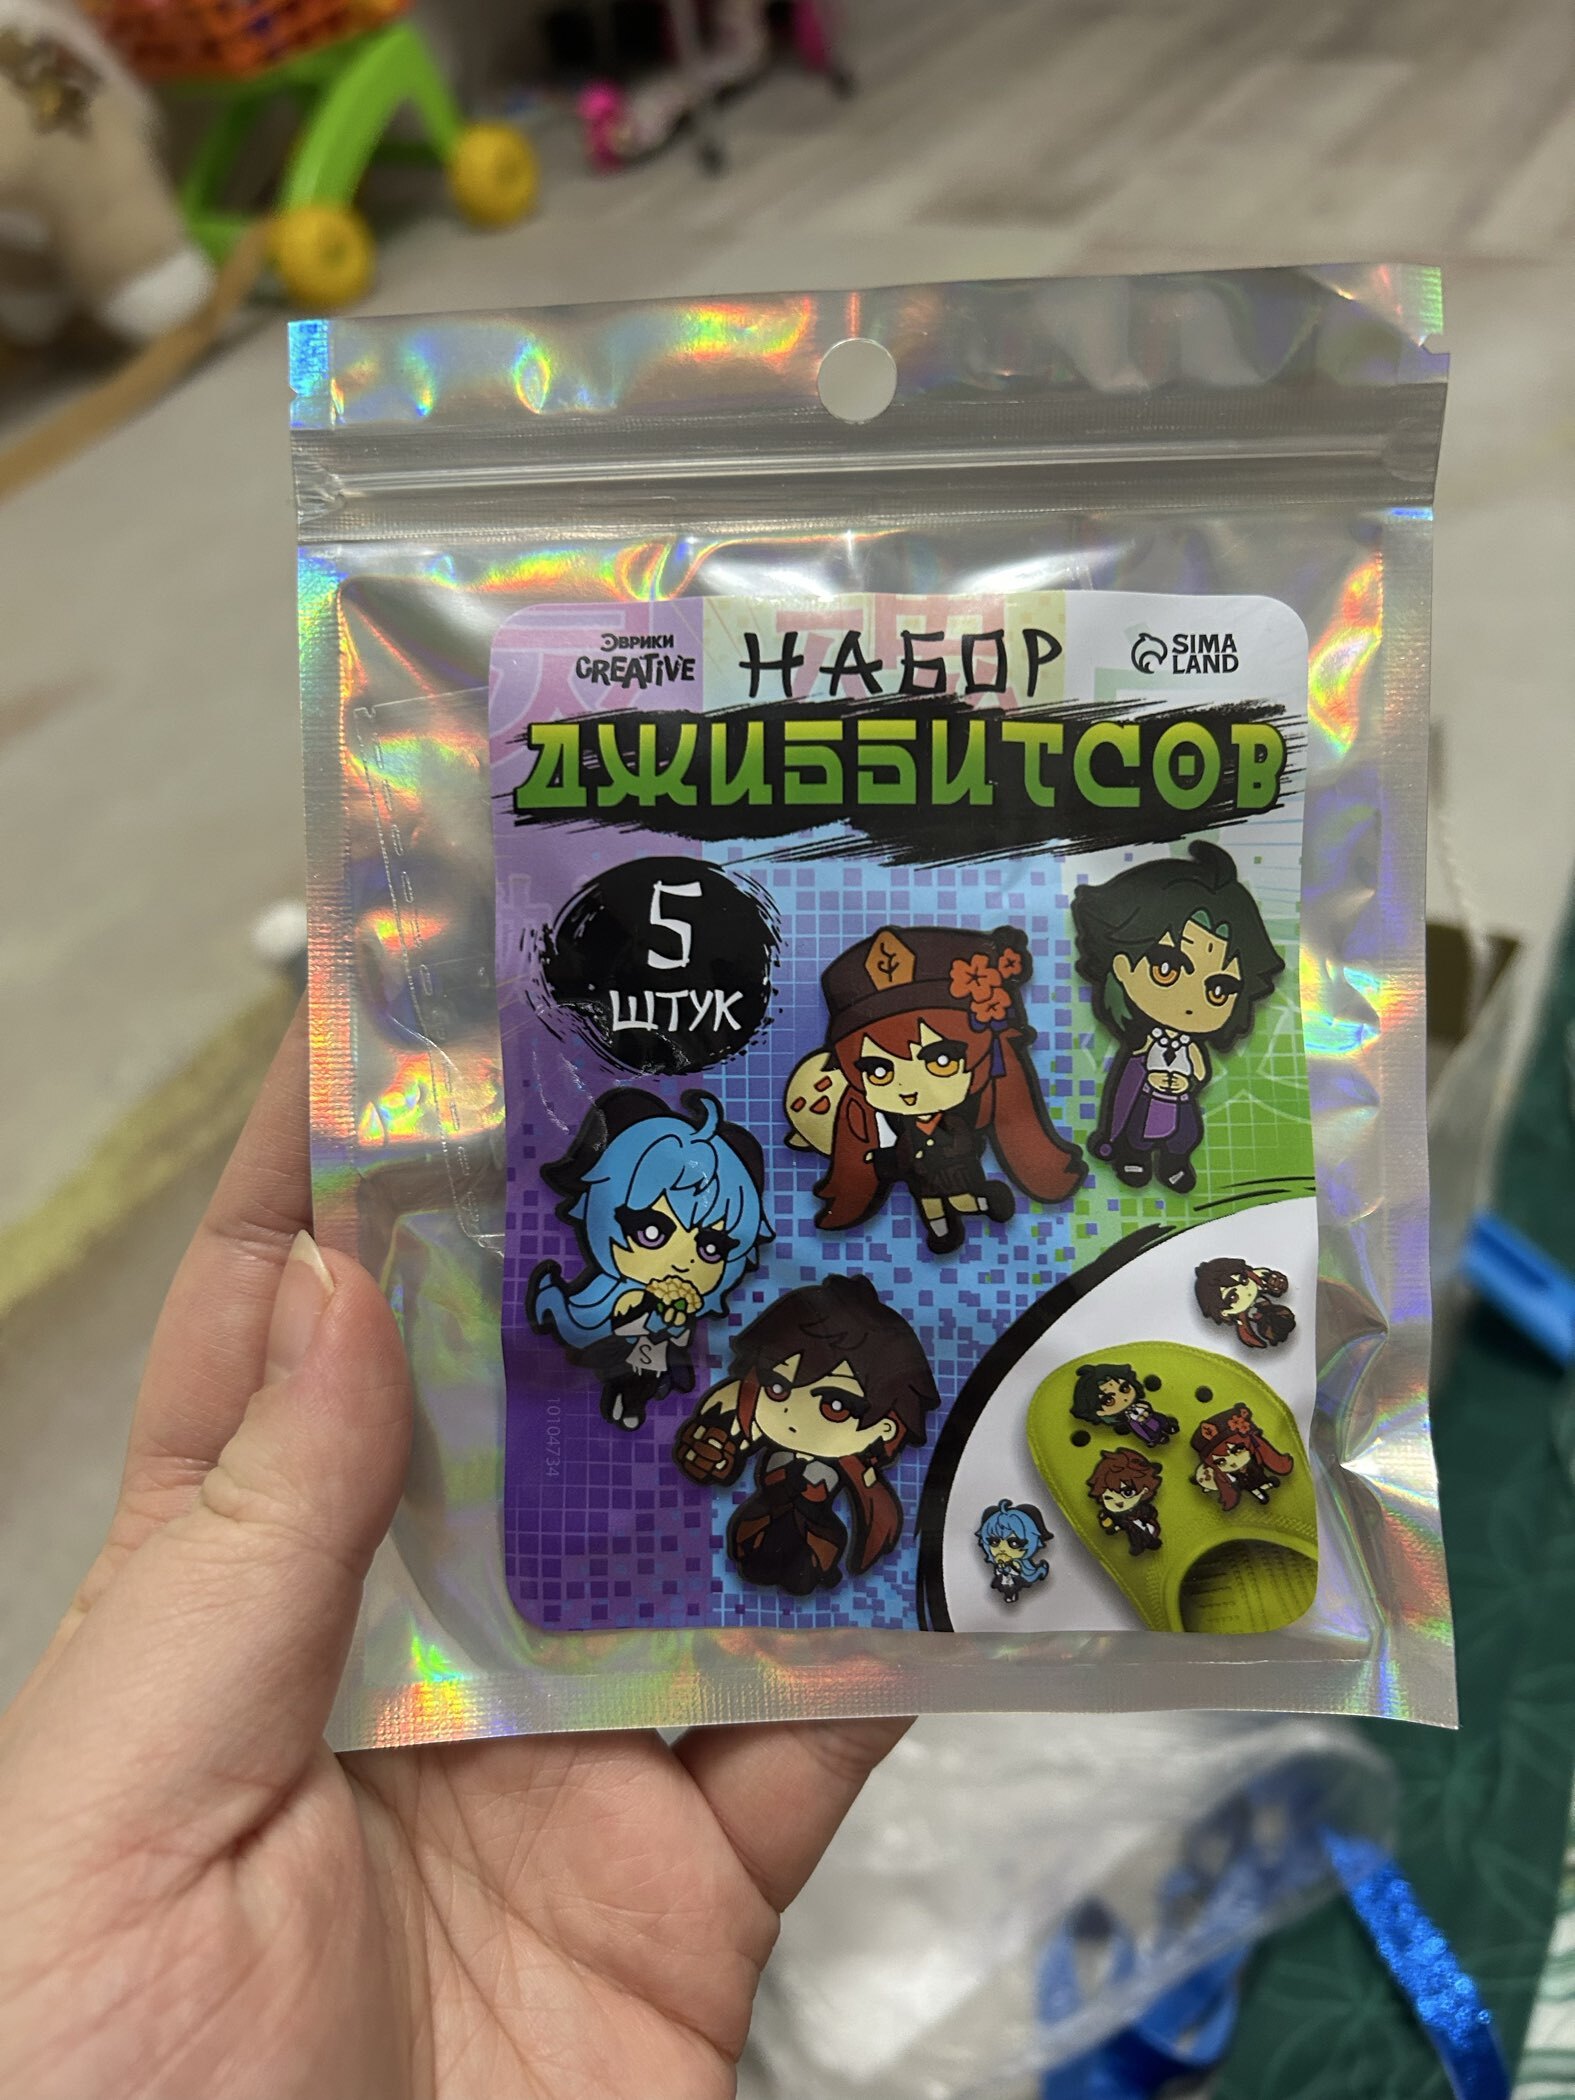 ЭВРИКИ
CREATIVE
НАБОР
SIMA
LAND
ДЖИББИТСОВ
5
ШТУК
S
10104734